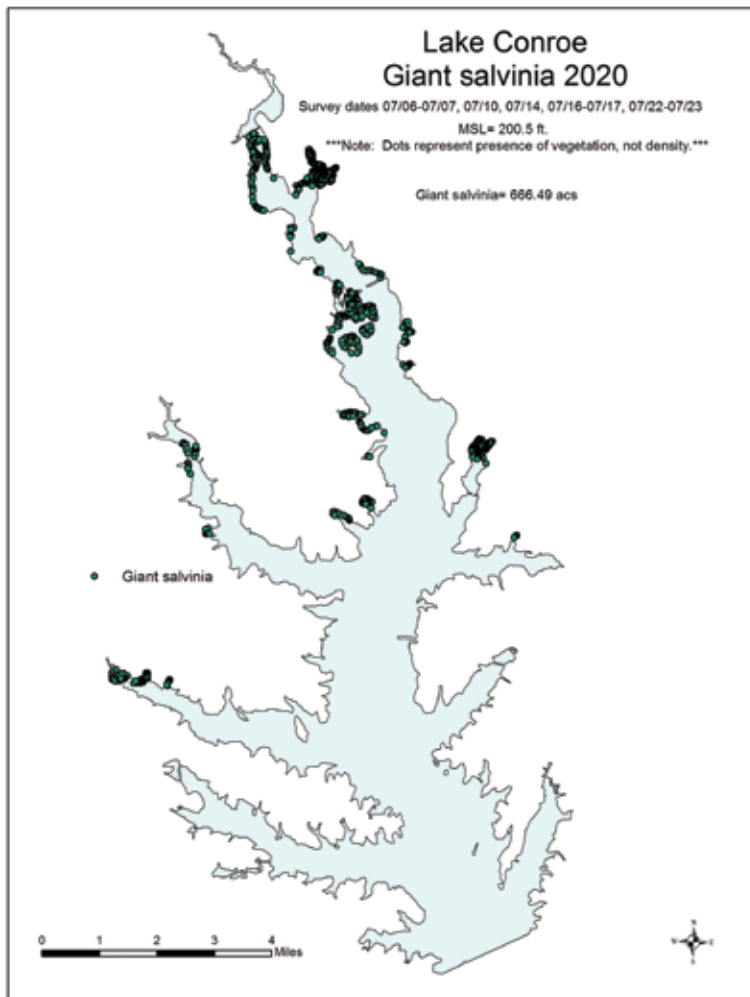 Lake Conroe
Giant salvinia 2020
Survey dates 07/06-07/07, 07/10, 07/14, 07/16-07/17, 07/22-07/23
MSL= 200.5 ft.
***Note: Dots represent presence of vegetation, not density.***
Giant salvinia= 666.49 acs
Giant salvinia
0 1 2 3 4
Miles
N
W E
S